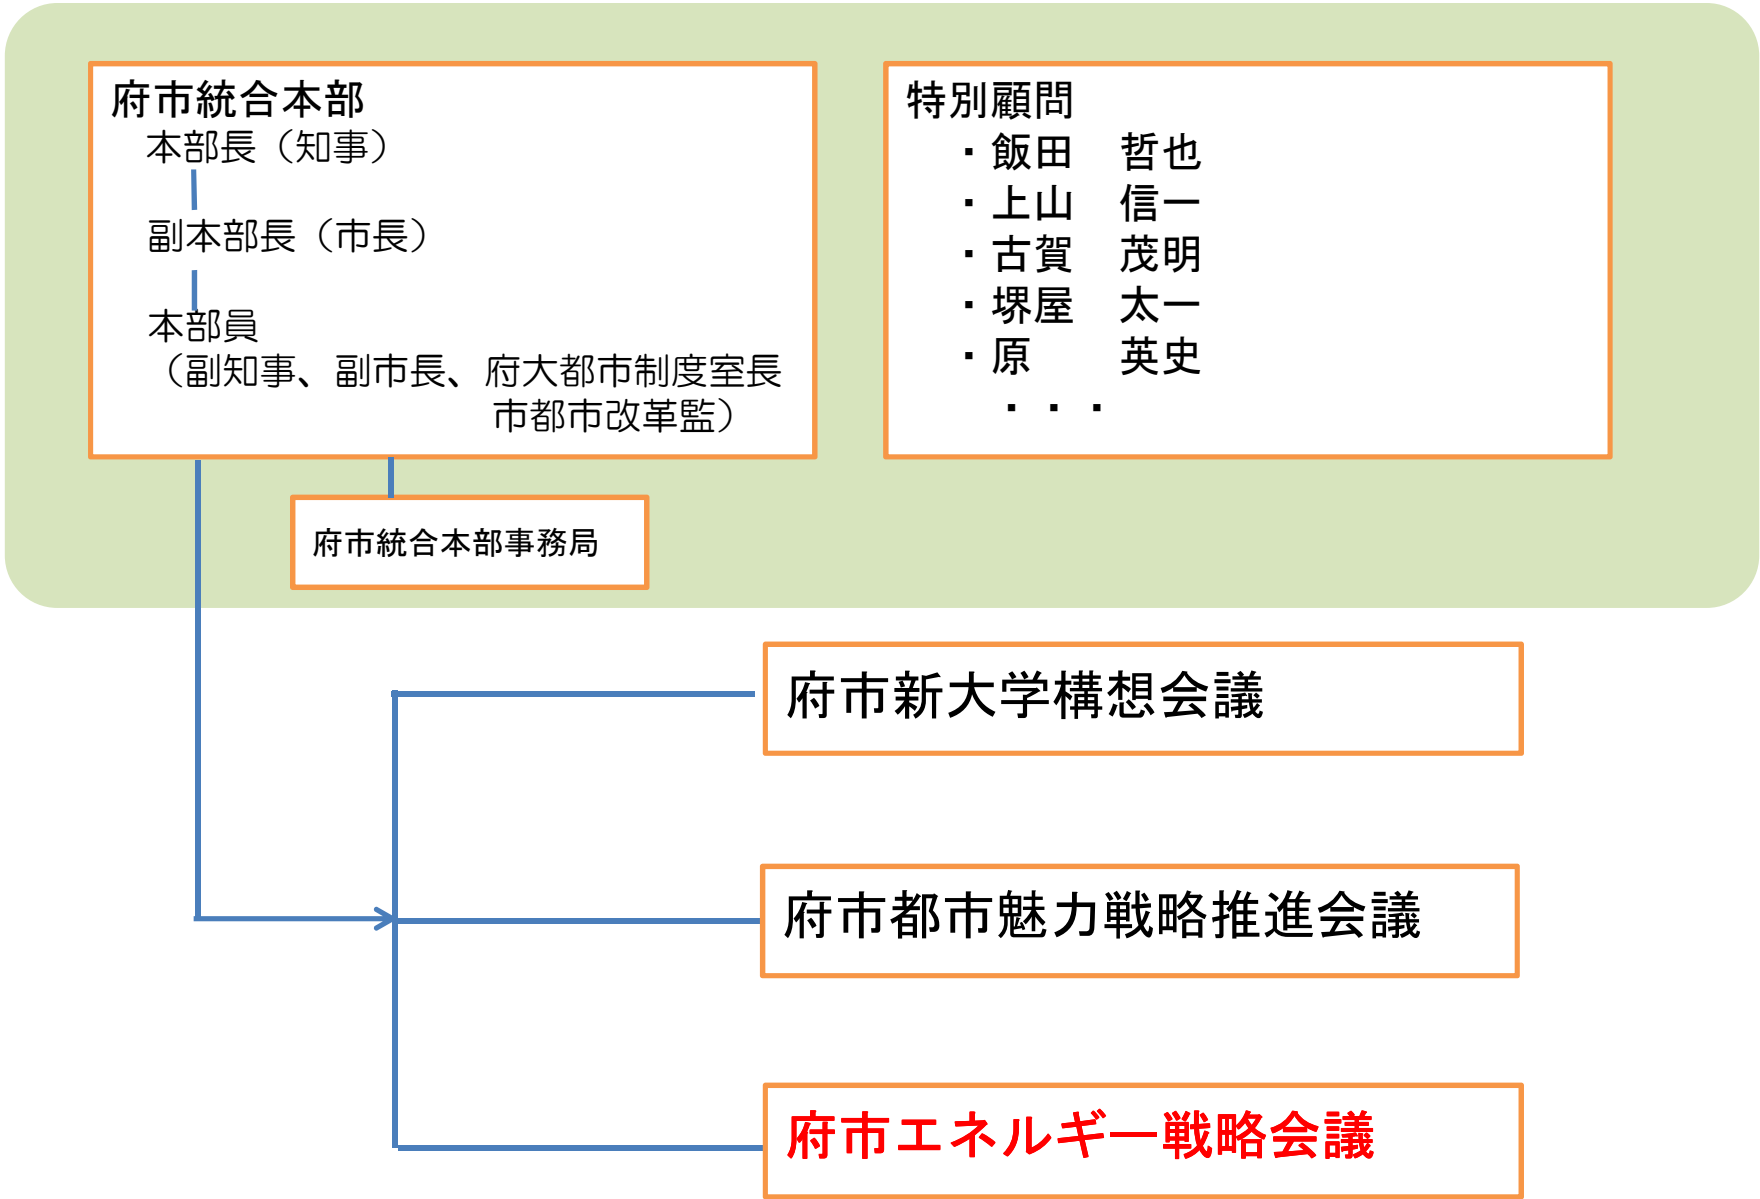 府市統合本部
本部長（知事）
副本部長（市長）
本部員
（副知事、副市長、府大都市制度室長
市都市改革監）
特別顧問
・飯田　哲也
・上山　信一
・古賀　茂明
・堺屋　太一
・原　　英史
・・・
府市統合本部事務局
府市新大学構想会議
府市都市魅力戦略推進会議
府市エネルギー戦略会議